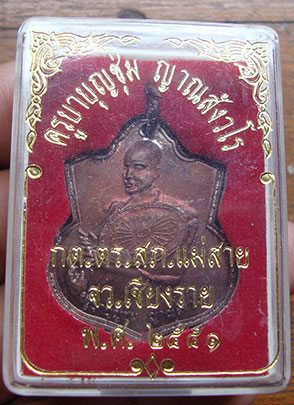 ครูบาบุญชุ่ม ญาณสํวโร
กต.ตร.สภ.แม่สาย
จว.เชียงราย
พ.ศ. ๒๕๕๑